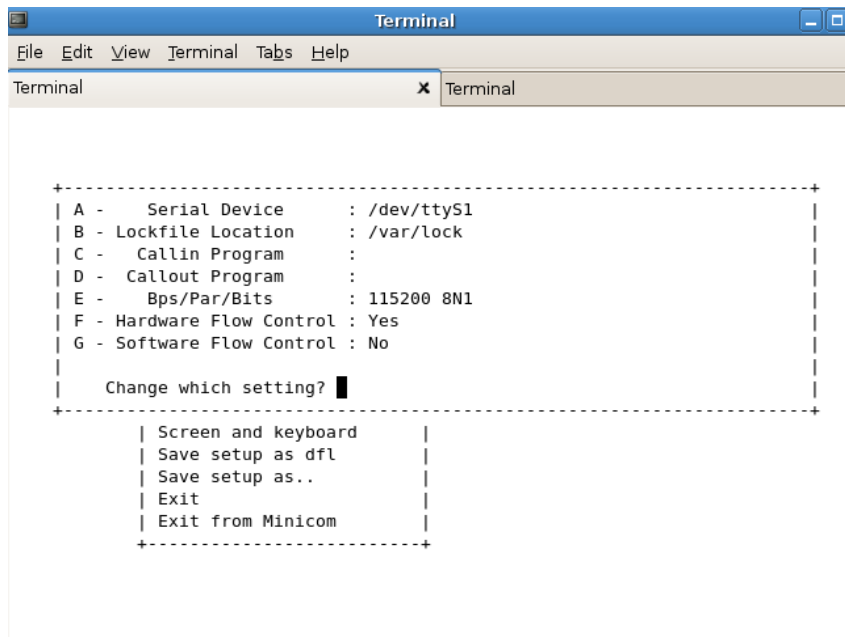 Terminal
File Edit View Terminal Tabs Help
Terminal x Terminal
+-----------------------------------------------------------------------+
| A -    Serial Device      : /dev/ttyS1                                |
| B - Lockfile Location     : /var/lock                                 |
| C -   Callin Program      :                                           |
| D -  Callout Program      :                                           |
| E -    Bps/Par/Bits       : 115200 8N1                                |
| F - Hardware Flow Control : Yes                                       |
| G - Software Flow Control : No                                        |
|                                                                       |
|    Change which setting?                                              |
+-----------------------------------------------------------------------+
| Screen and keyboard      |
| Save setup as dfl        |
| Save setup as..          |
| Exit                     |
| Exit from Minicom        |
+--------------------------+